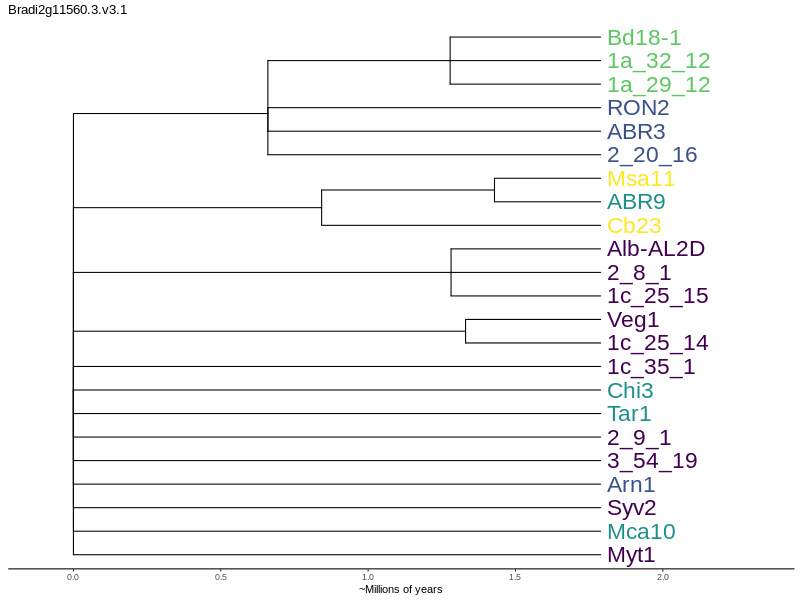 Bradi2g11560.3.v3.1
Bd18-1
1a_32_12
1a_29_12
RON2
ABR3
2_20_16
Msa11
ABR9
Cb23
Alb-AL2D
2_8_1
1c_25_15
Veg1
1c_25_14
1c_35_1
Chi3
Tar1
2_9_1
3_54_19
Arn1
Syv2
Mca10
Myt1
0.0 0.5 1.0 1.5 2.0
~Millions of years